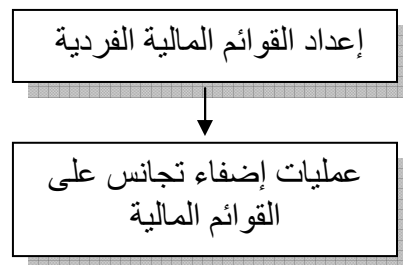 إعداد القوائم المالية الفردية
عمليات إضفاء تجانس على
القوائم المالية